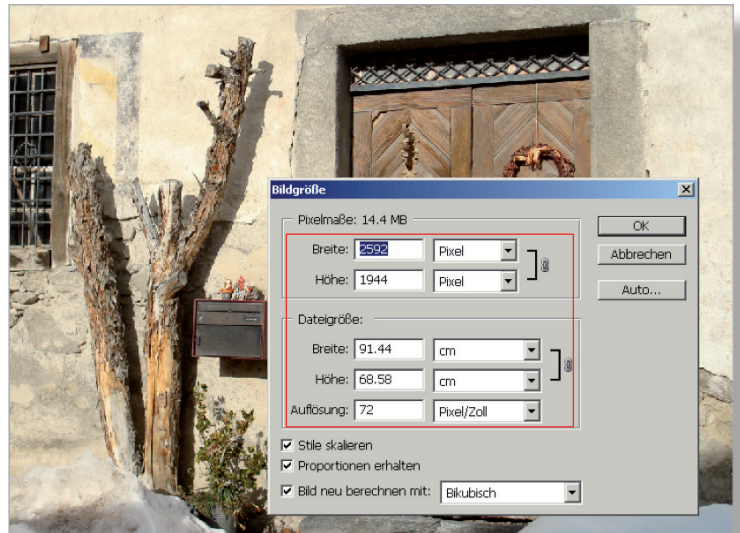 Bildgröße
Pixelmaße: 14.4 MB
OK
Breite: 2592 Pixel
Abbrechen
Höhe: 1944 Pixel
Auto...
Dateigröße:
Breite: 91.44 cm
Höhe: 68.58 cm
Auflösung: 72 Pixel/Zoll
Stile skalieren
Proportionen erhalten
Bild neu berechnen mit: Bikubisch